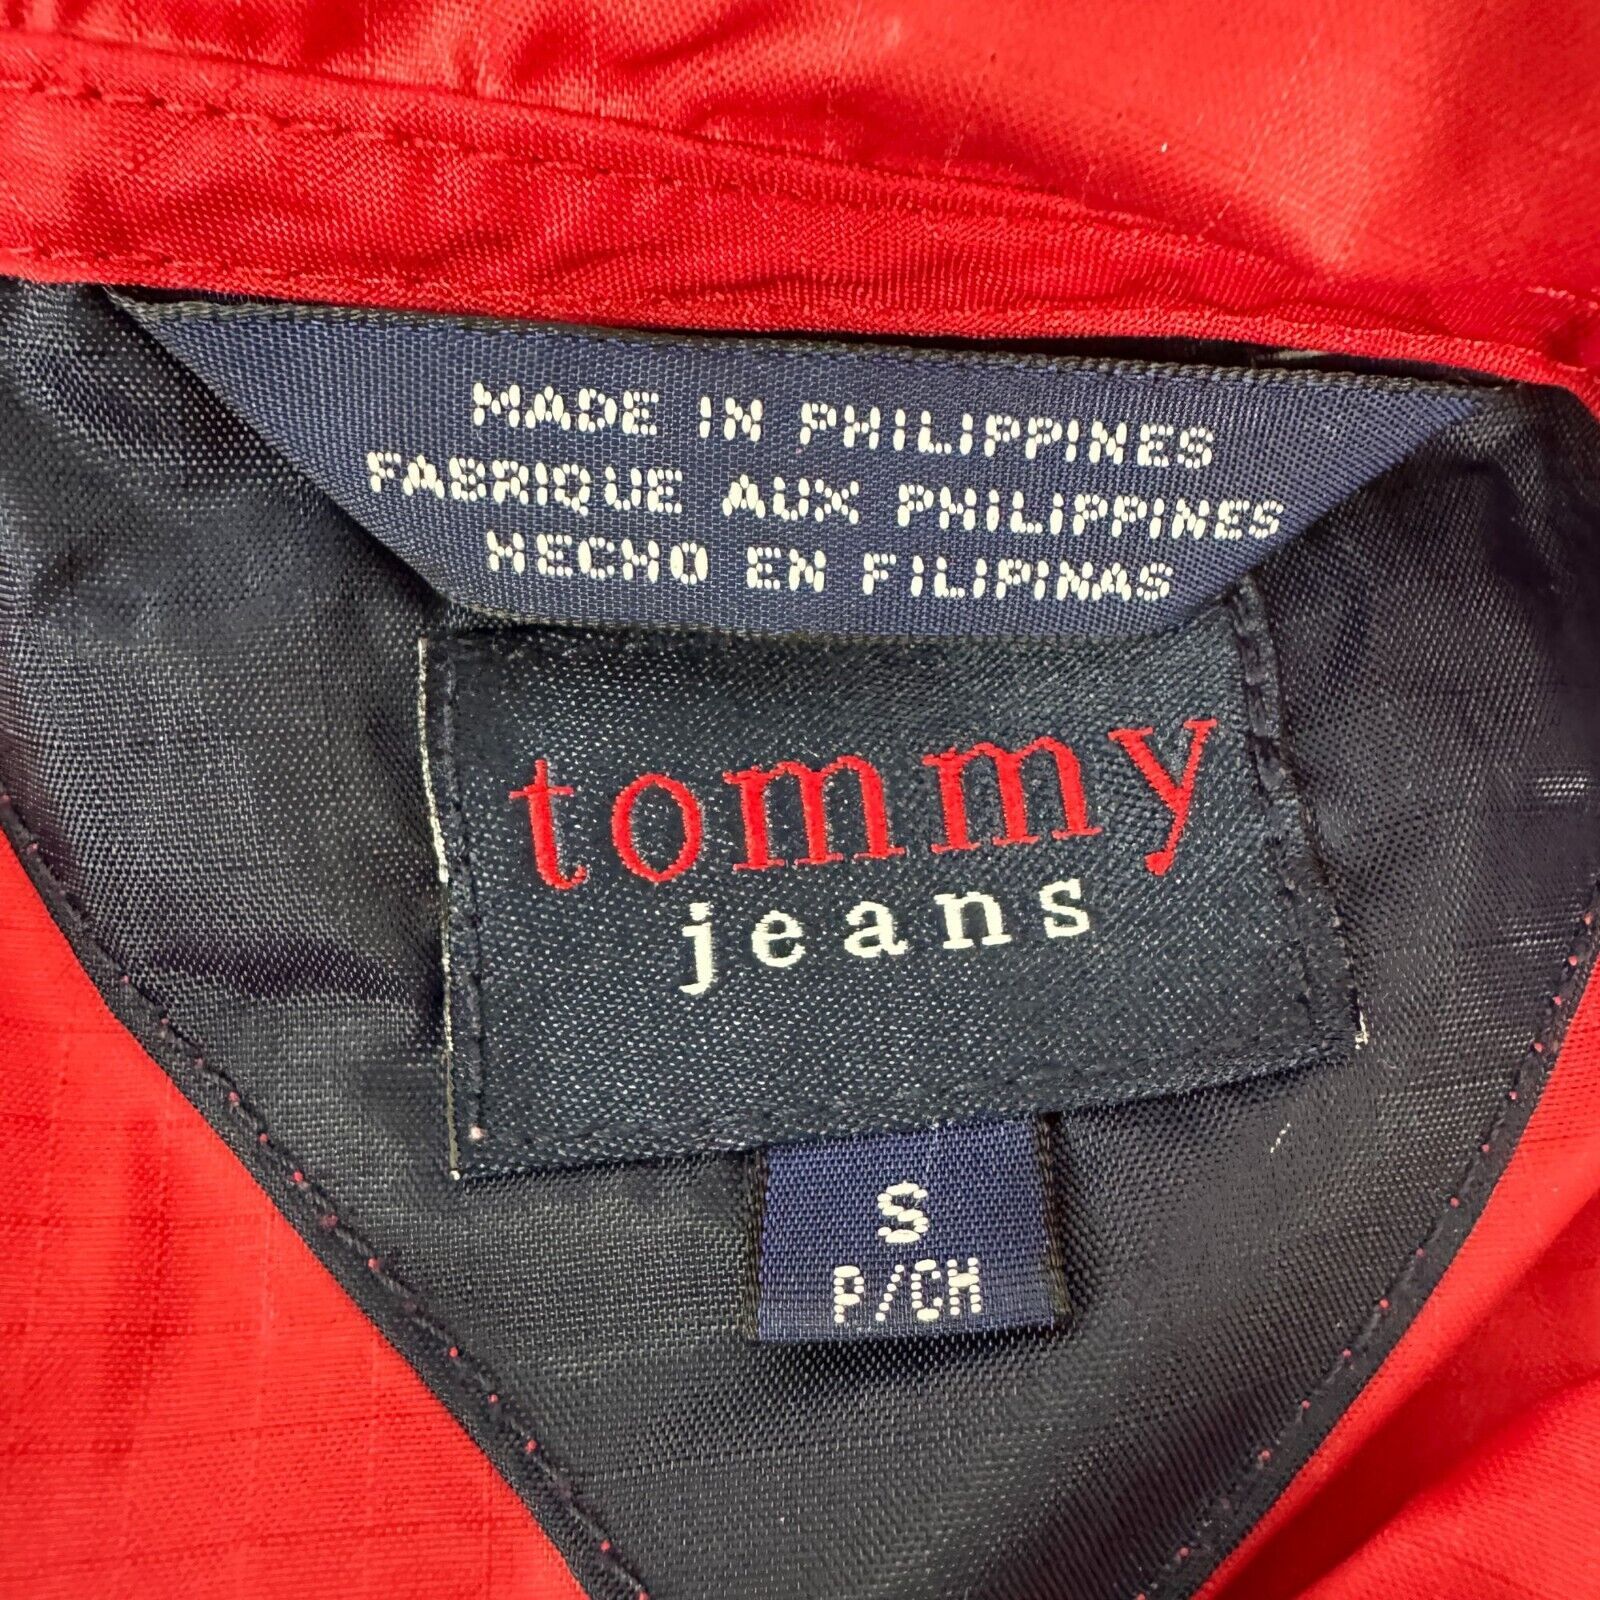 MADE IN PHILIPPINES
FABRIQUE AUX PHILIPPINES
HECHO EN FILIPINAS
tommy
jeans
S
P/CH